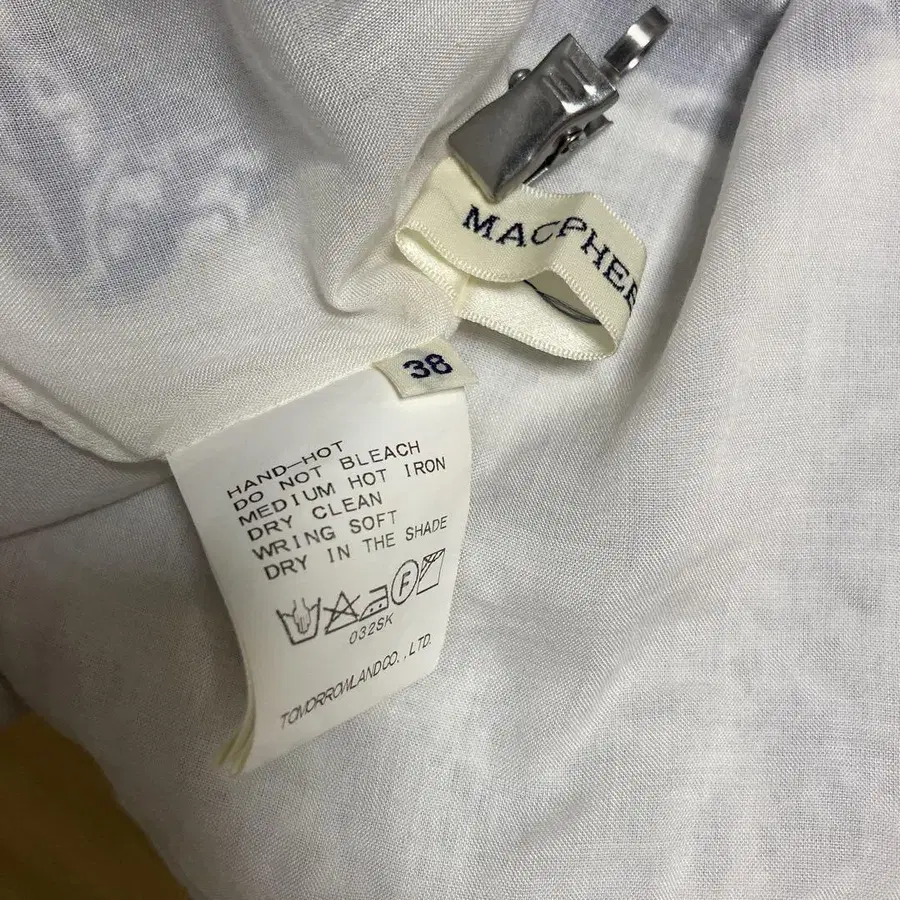 MACPHEE
38
HAND-HOT
DO NOT BLEACH
MEDIUM HOT IRON
DRY CLEAN
WRING SOFT
DRY IN THE SHADE
F
032SK
TOMORROWLAND CO.,LTD.